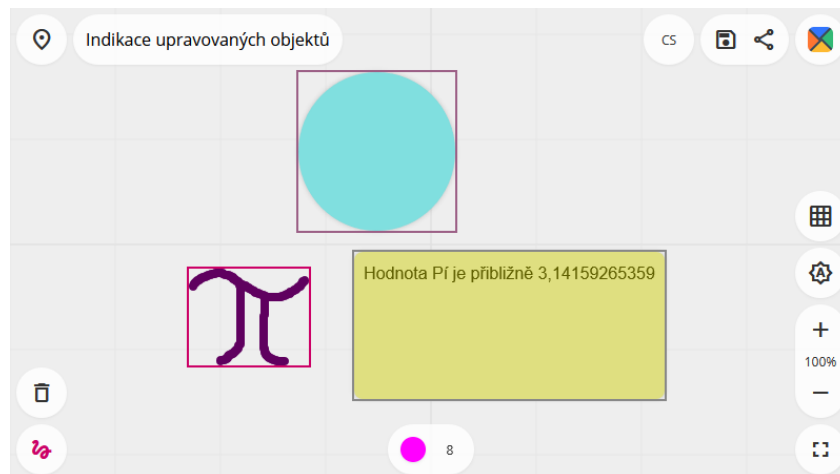 Indikace upravovaných objektů
CS
Hodnota Pí je přibližně 3,14159265359
π
A
100%
8